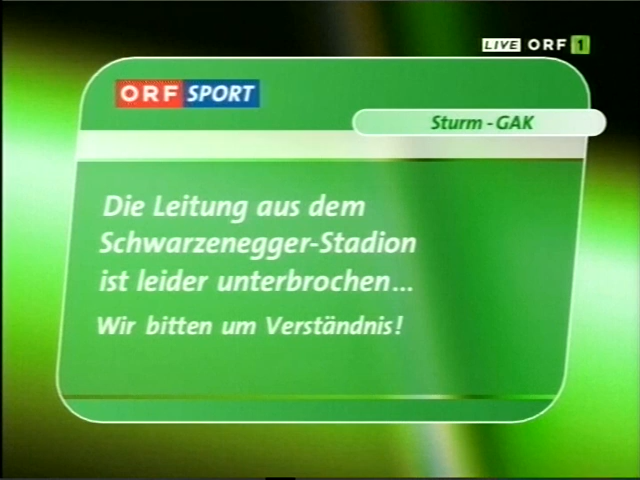 LIVE ORF 1
ORF SPORT
Sturm - GAK
Die Leitung aus dem
Schwarzenegger-Stadion
ist leider unterbrochen...
Wir bitten um Verständnis!